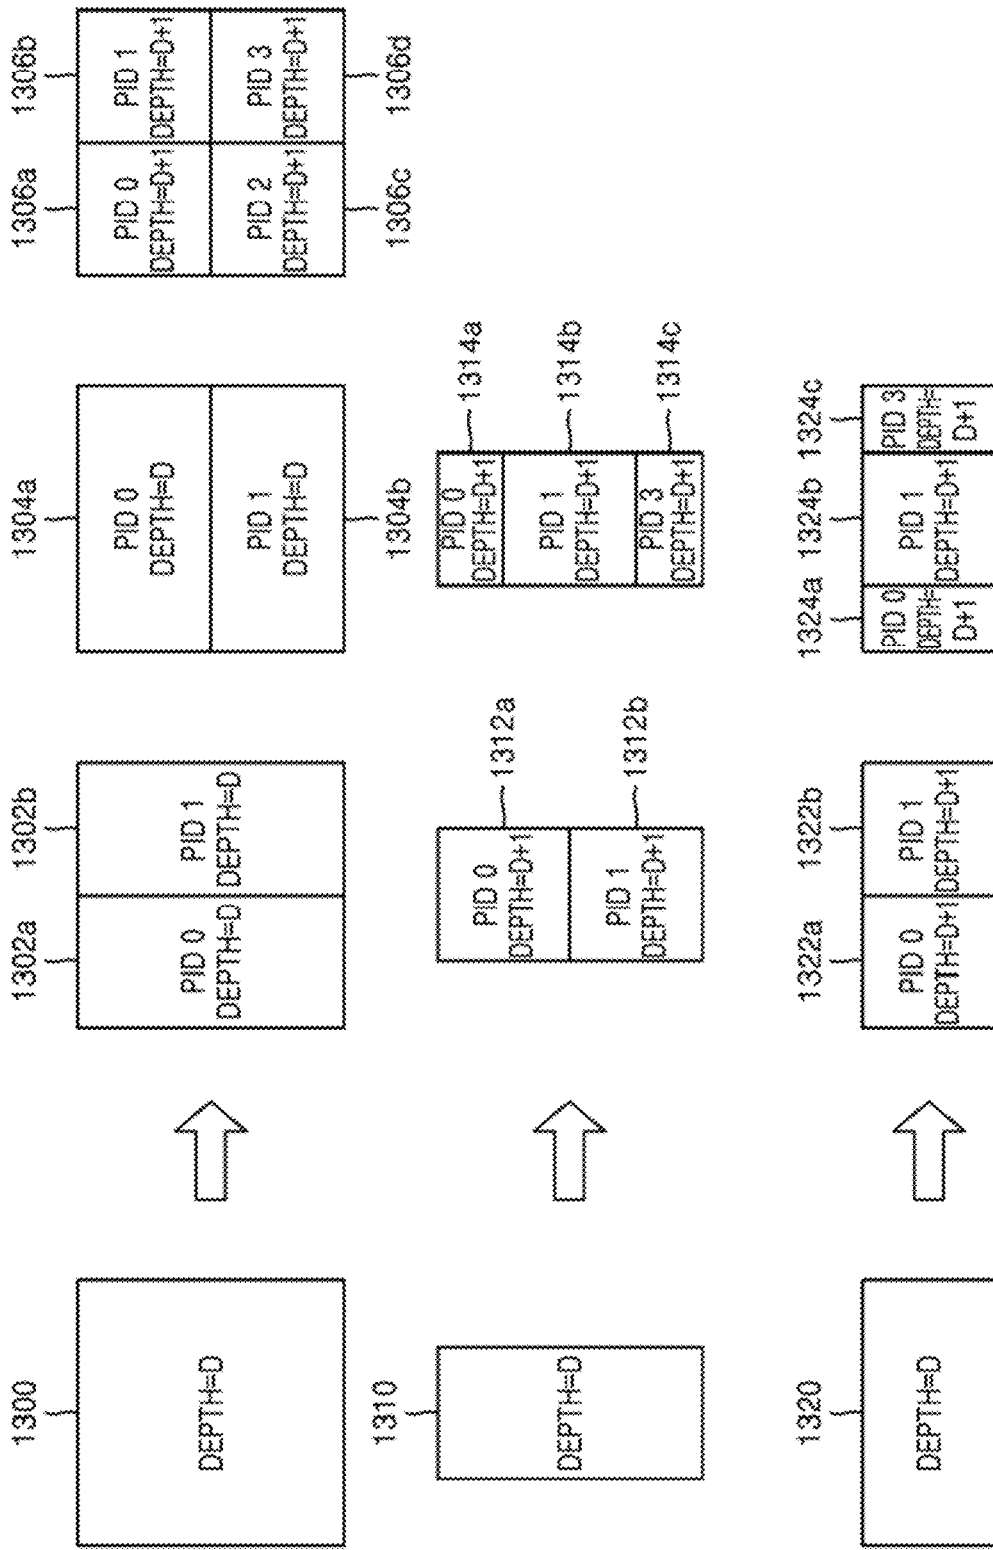 1300
DEPTH=D
1302a
1302b
PID 0
DEPTH=D
PID 1
DEPTH=D
1304a
PID 0
DEPTH=D
PID 1
DEPTH=D
1304b
1306a
1306b
PID 0
DEPTH=D+1
PID 1
DEPTH=D+1
PID 2
DEPTH=D+1
PID 3
DEPTH=D+1
1306c
1306d
1310
DEPTH=D
PID 0
DEPTH=D+1
1312a
PID 1
DEPTH=D+1
1312b
PID 0
DEPTH=D+1
1314a
PID 1
DEPTH=D+1
1314b
PID 3
DEPTH=D+1
1314c
1320
DEPTH=D
1322a
1322b
PID 0
DEPTH=D+1
PID 1
DEPTH=D+1
1324a
1324b
1324c
PID 0
DEPTH=
D+1
PID 1
DEPTH=D+1
PID 3
DEPTH=
D+1